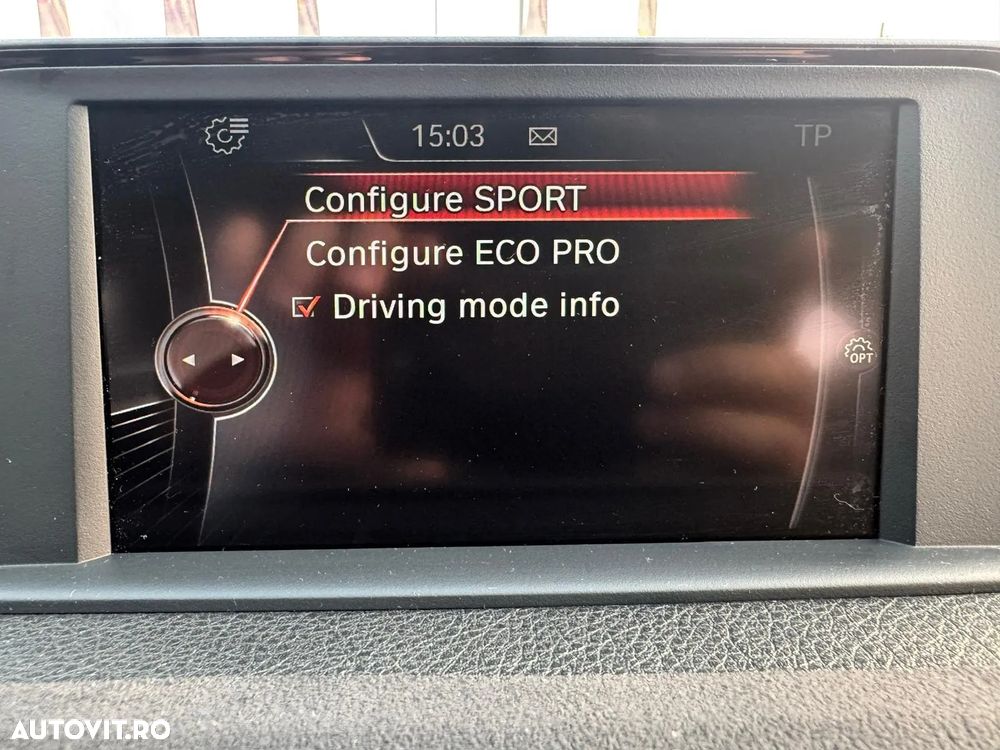 15:03
TP
Configure SPORT
Configure ECO PRO
Driving mode info
OPT
AUTOVIT.RO